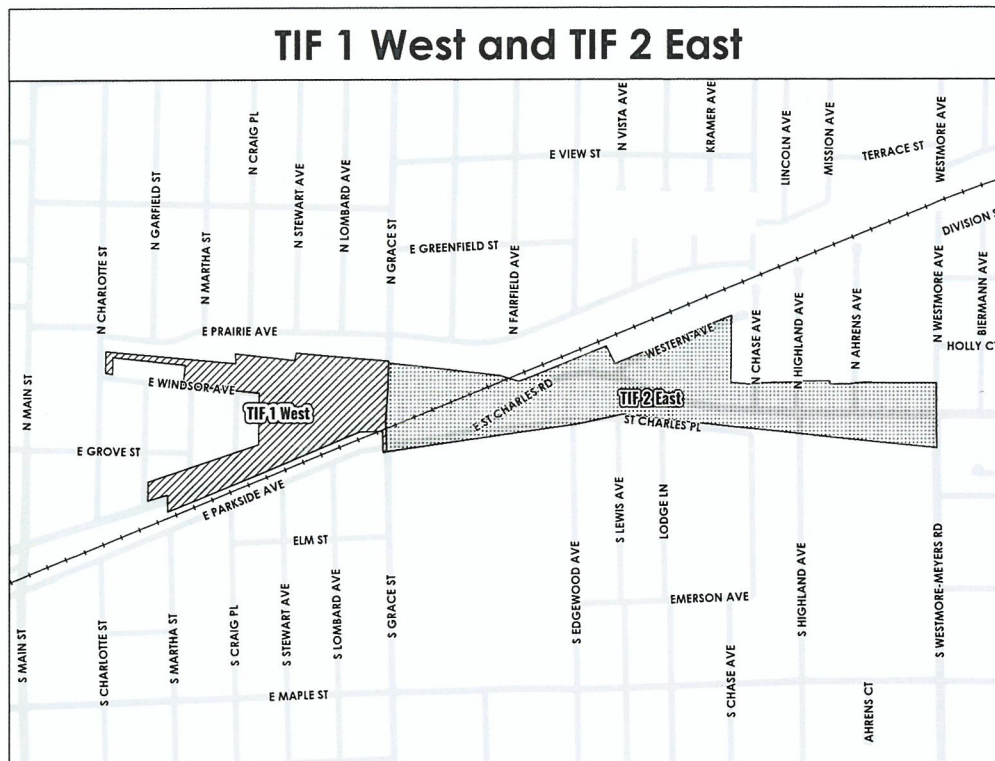 TIF 1 West and TIF 2 East
N VISTA AVE
KRAMER AVE
LINCOLN AVE
MISSION AVE
WESTMORE AVE
N CRAIG PL
E VIEW ST
TERRACE ST
N GARFIELD ST
N STEWART AVE
N LOMBARD AVE
N GRACE ST
N MARTHA ST
E GREENFIELD ST
DIVISION S
N CHARLOTTE ST
N FAIRFIELD AVE
N WESTMORE AVE
BIERMANN AVE
E PRAIRIE AVE
WESTERN AVE
N CHASE AVE
N HIGHLAND AVE
N AHRENS AVE
HOLLY CT
N MAIN ST
E WINDSOR AVE
E ST CHARLES RD
TIF 1 West
TIF 2 East
ST CHARLES PL
E GROVE ST
E PARKSIDE AVE
S LEWIS AVE
LODGE LN
ELM ST
S EDGEWOOD AVE
EMERSON AVE
S HIGHLAND AVE
S WESTMORE-MEYERS RD
S MAIN ST
S CHARLOTTE ST
S MARTHA ST
S CRAIG PL
S STEWART AVE
S LOMBARD AVE
S GRACE ST
E MAPLE ST
S CHASE AVE
AHRENS CT